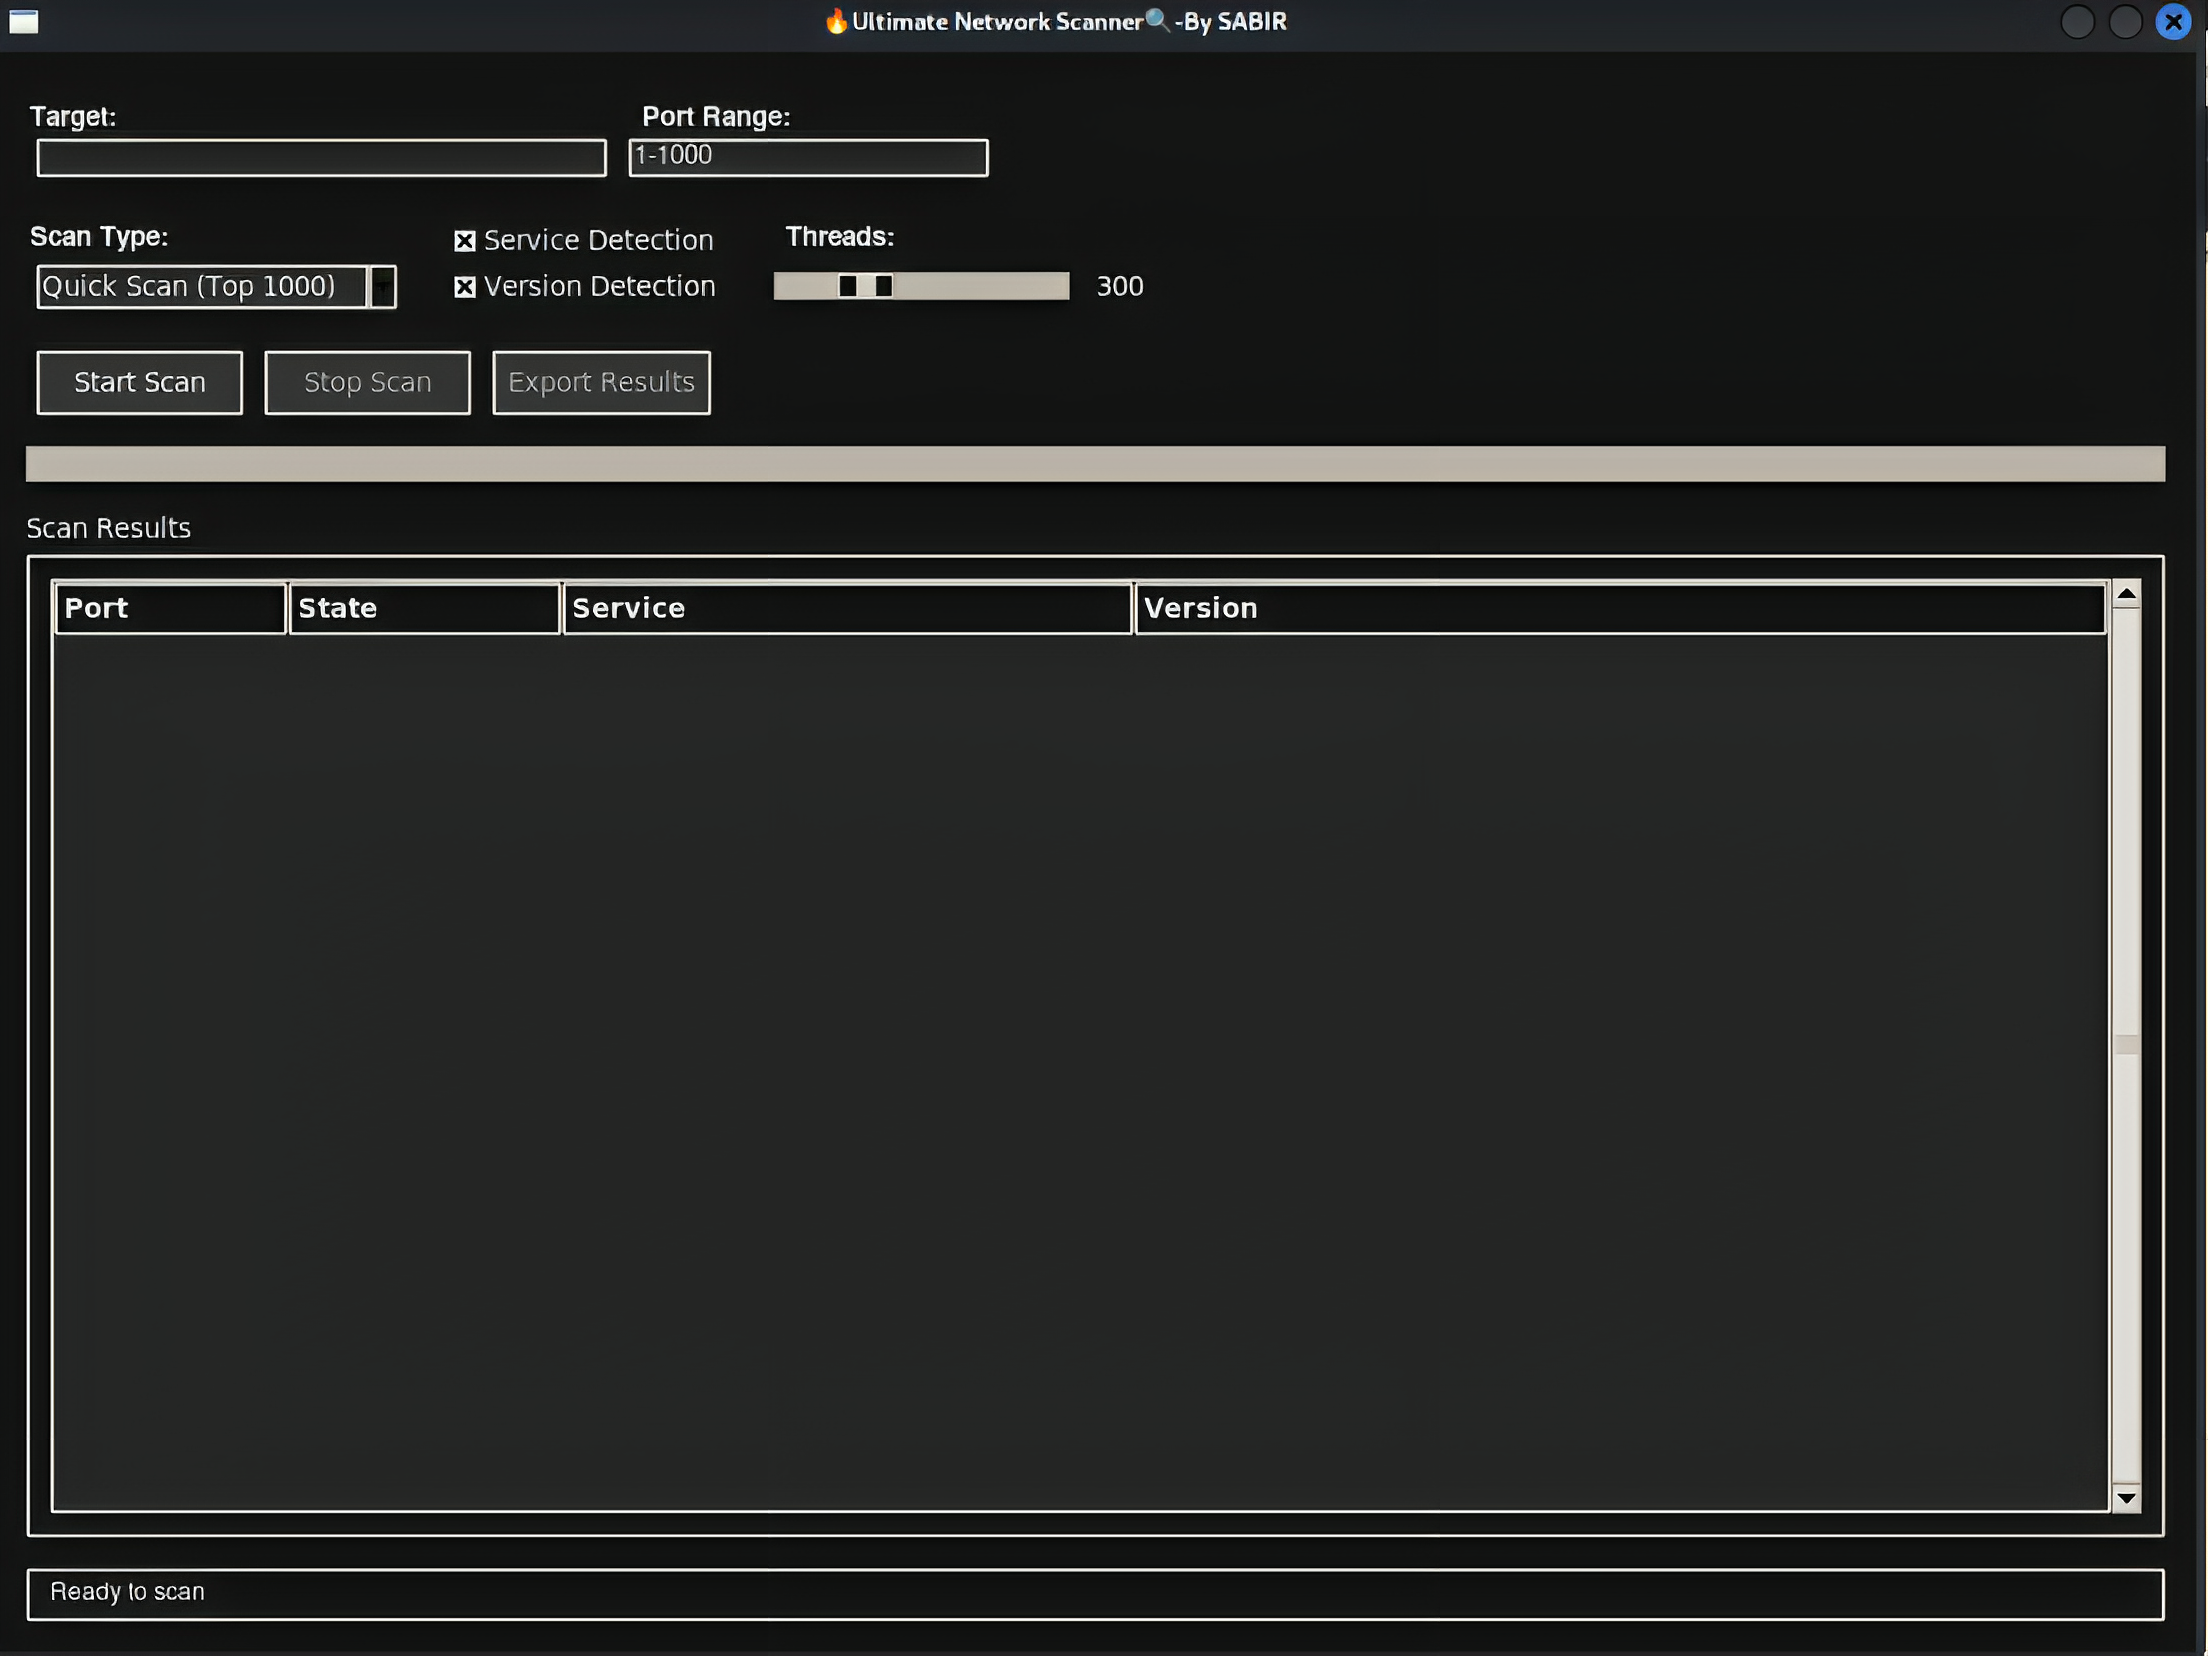 🔥Ultimate Network Scanner🔍-By SABIR
Target:
Port Range:
1-1000
Scan Type:
Service Detection
Threads:
Quick Scan (Top 1000)
Version Detection
300
Start Scan
Stop Scan
Export Results
Scan Results
Port
State
Service
Version
Ready to scan